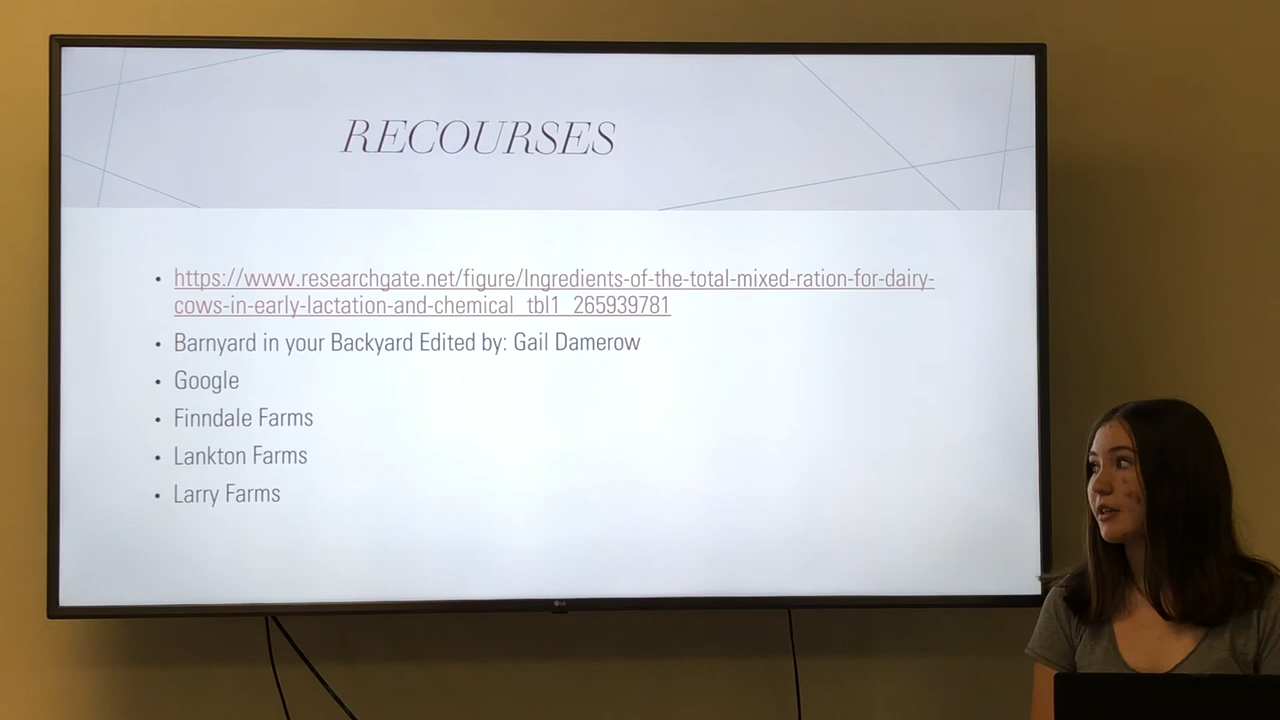 RECOURSES
https://www.researchgate.net/figure/Ingredients-of-the-total-mixed-ration-for-dairy-
cows-in-early-lactation-and-chemical_tbl1_265939781
Barnyard in your Backyard Edited by: Gail Damerow
Google
Finndale Farms
Lankton Farms
Larry Farms
LG